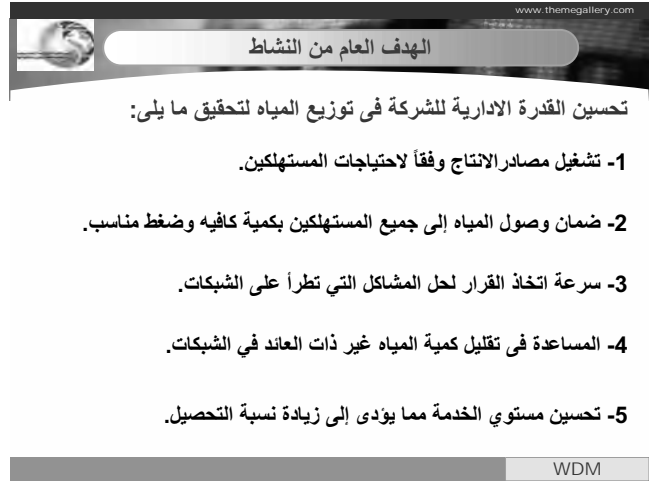 www.themegallery.com
الهدف العام من النشاط
تحسين القدرة الادارية للشركة فى توزيع المياه لتحقيق ما يلى:
1- تشغيل مصادرالانتاج وفقاً لاحتياجات المستهلكين.
2- ضمان وصول المياه إلى جميع المستهلكين بكمية كافيه وضغط مناسب.
3- سرعة اتخاذ القرار لحل المشاكل التي تطرأ على الشبكات.
4- المساعدة فى تقليل كمية المياه غير ذات العائد في الشبكات.
5- تحسين مستوي الخدمة مما يؤدى إلى زيادة نسبة التحصيل.
WDM